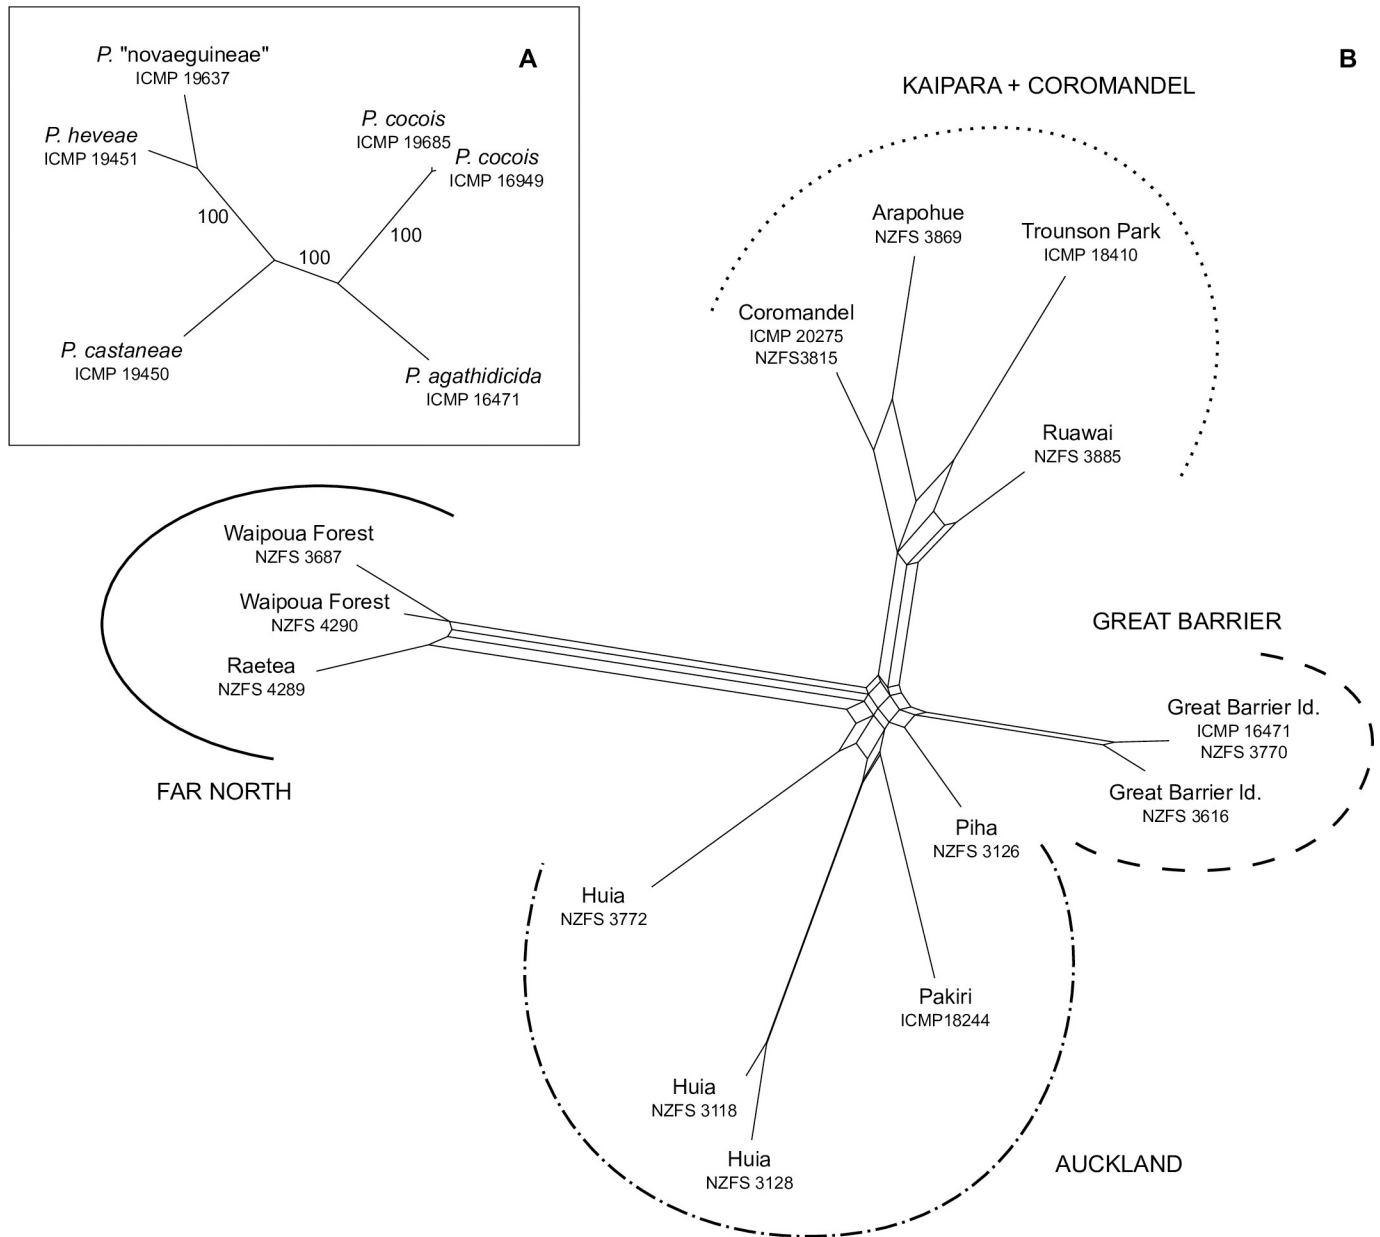 A
P. "novaeguineae"
ICMP 19637
P. heveae
ICMP 19451
P. cocois
ICMP 19685
P. cocois
ICMP 16949
100
100
100
P. castaneae
ICMP 19450
P. agathidicida
ICMP 16471
B
KAIPARA + COROMANDEL
Arapohue
NZFS 3869
Trounson Park
ICMP 18410
Coromandel
ICMP 20275
NZFS3815
Ruawai
NZFS 3885
Waipoua Forest
NZFS 3687
Waipoua Forest
NZFS 4290
Raetea
NZFS 4289
FAR NORTH
GREAT BARRIER
Great Barrier Id.
ICMP 16471
NZFS 3770
Great Barrier Id.
NZFS 3616
Piha
NZFS 3126
Huia
NZFS 3772
Pakiri
ICMP18244
Huia
NZFS 3118
Huia
NZFS 3128
AUCKLAND